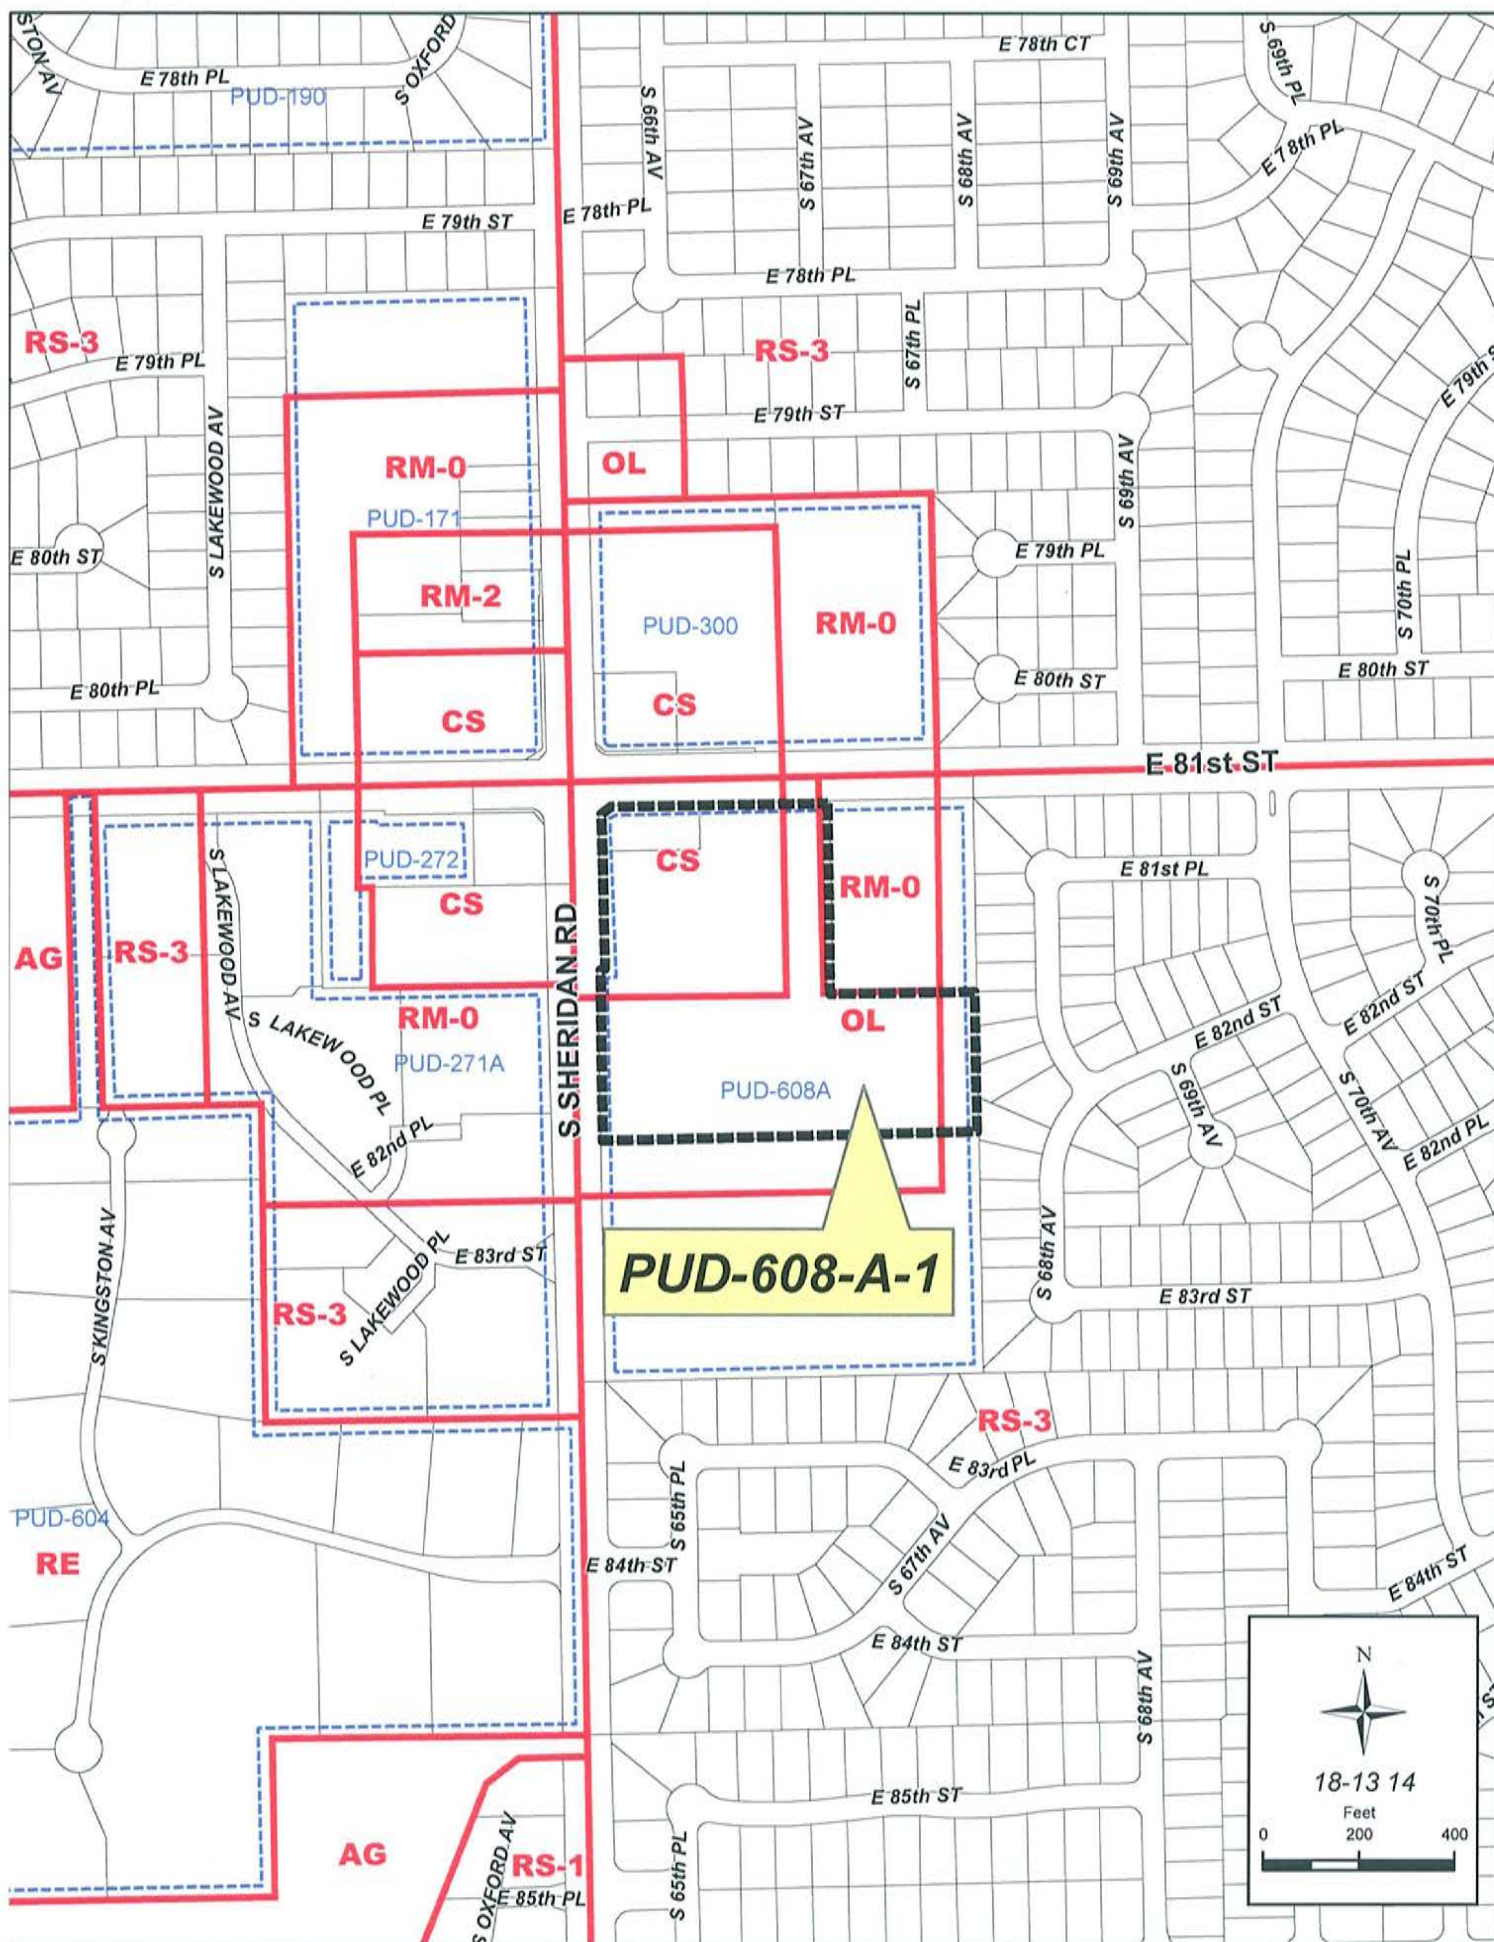 STON AV
E 78th PL
S OXFORD
PUD-190
S 66th AV
E 78th CT
S 67th AV
S 68th AV
S 69th AV
S 69th PL
E 78th PL
E 79th ST
E 78th PL
E 78th PL
RS-3
E 79th PL
RS-3
S 67th PL
E 79th S
S LAKEWOOD AV
E 79th ST
RM-0
OL
S 69th AV
PUD-171
E 80th ST
E 79th PL
S 70th PL
RM-2
PUD-300
RM-0
E 80th PL
E 80th ST
E 80th ST
CS
CS
E 81st ST
PUD-272
CS
CS
RM-0
E 81st PL
S 70th PL
S LAKEWOOD AV
AG
RS-3
S SHERIDAN RD
S LAKEWOOD PL
RM-0
OL
E 82nd ST
E 82nd ST
PUD-271A
PUD-608A
S 69th AV
S 70th AV
E 82nd PL
E 82nd PL
S KINGSTON AV
S LAKEWOOD PL
E 83rd ST
PUD-608-A-1
S 68th AV
E 83rd ST
RS-3
RS-3
E 83rd PL
S 65th PL
PUD-604
RE
E 84th ST
S 67th AV
E 84th ST
E 84th ST
S 68th AV
N
18-13 14
Feet
0 200 400
E 85th ST
AG
S OXFORD AV
RS-1
E 85th PL
S 65th PL